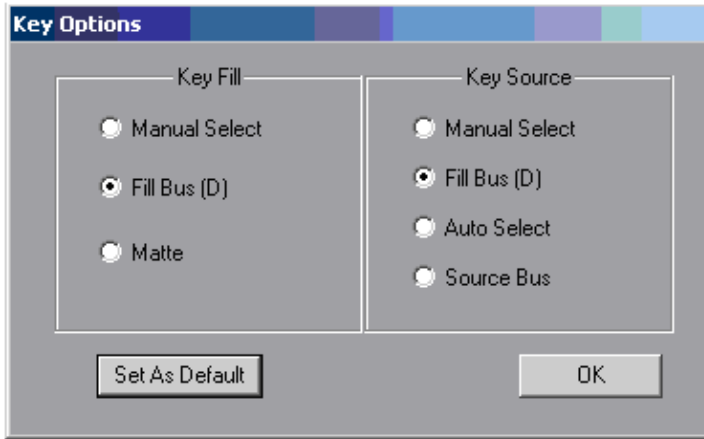 Key Options
Key Fill
Manual Select
Fill Bus (D)
Matte
Key Source
Manual Select
Fill Bus (D)
Auto Select
Source Bus
Set As Default
OK